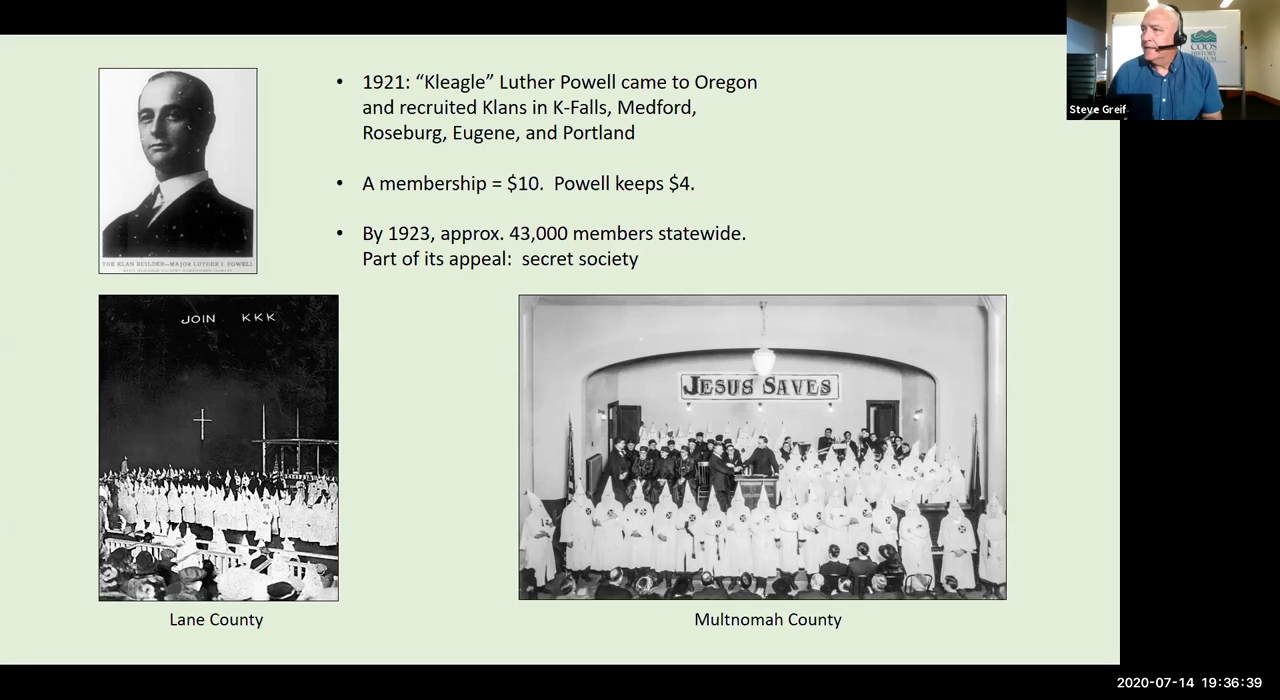 1921: “Kleagle” Luther Powell came to Oregon
and recruited Klans in K-Falls, Medford,
Roseburg, Eugene, and Portland
A membership = $10. Powell keeps $4.
By 1923, approx. 43,000 members statewide.
Part of its appeal: secret society
THE KLAN BUILDER—MAJOR LUTHER I. POWELL
JOIN KKK
JESUS SAVES
Lane County
Multnomah County
COOS
HISTORY
Steve Greif
2020-07-14 19:36:39